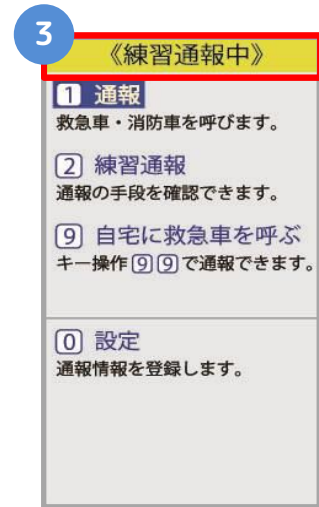 3
《練習通報中》
1 通報
救急車・消防車を呼びます。
2 練習通報
通報の手段を確認できます。
9 自宅に救急車を呼ぶ
キー操作99で通報できます。
0 設定
通報情報を登録します。